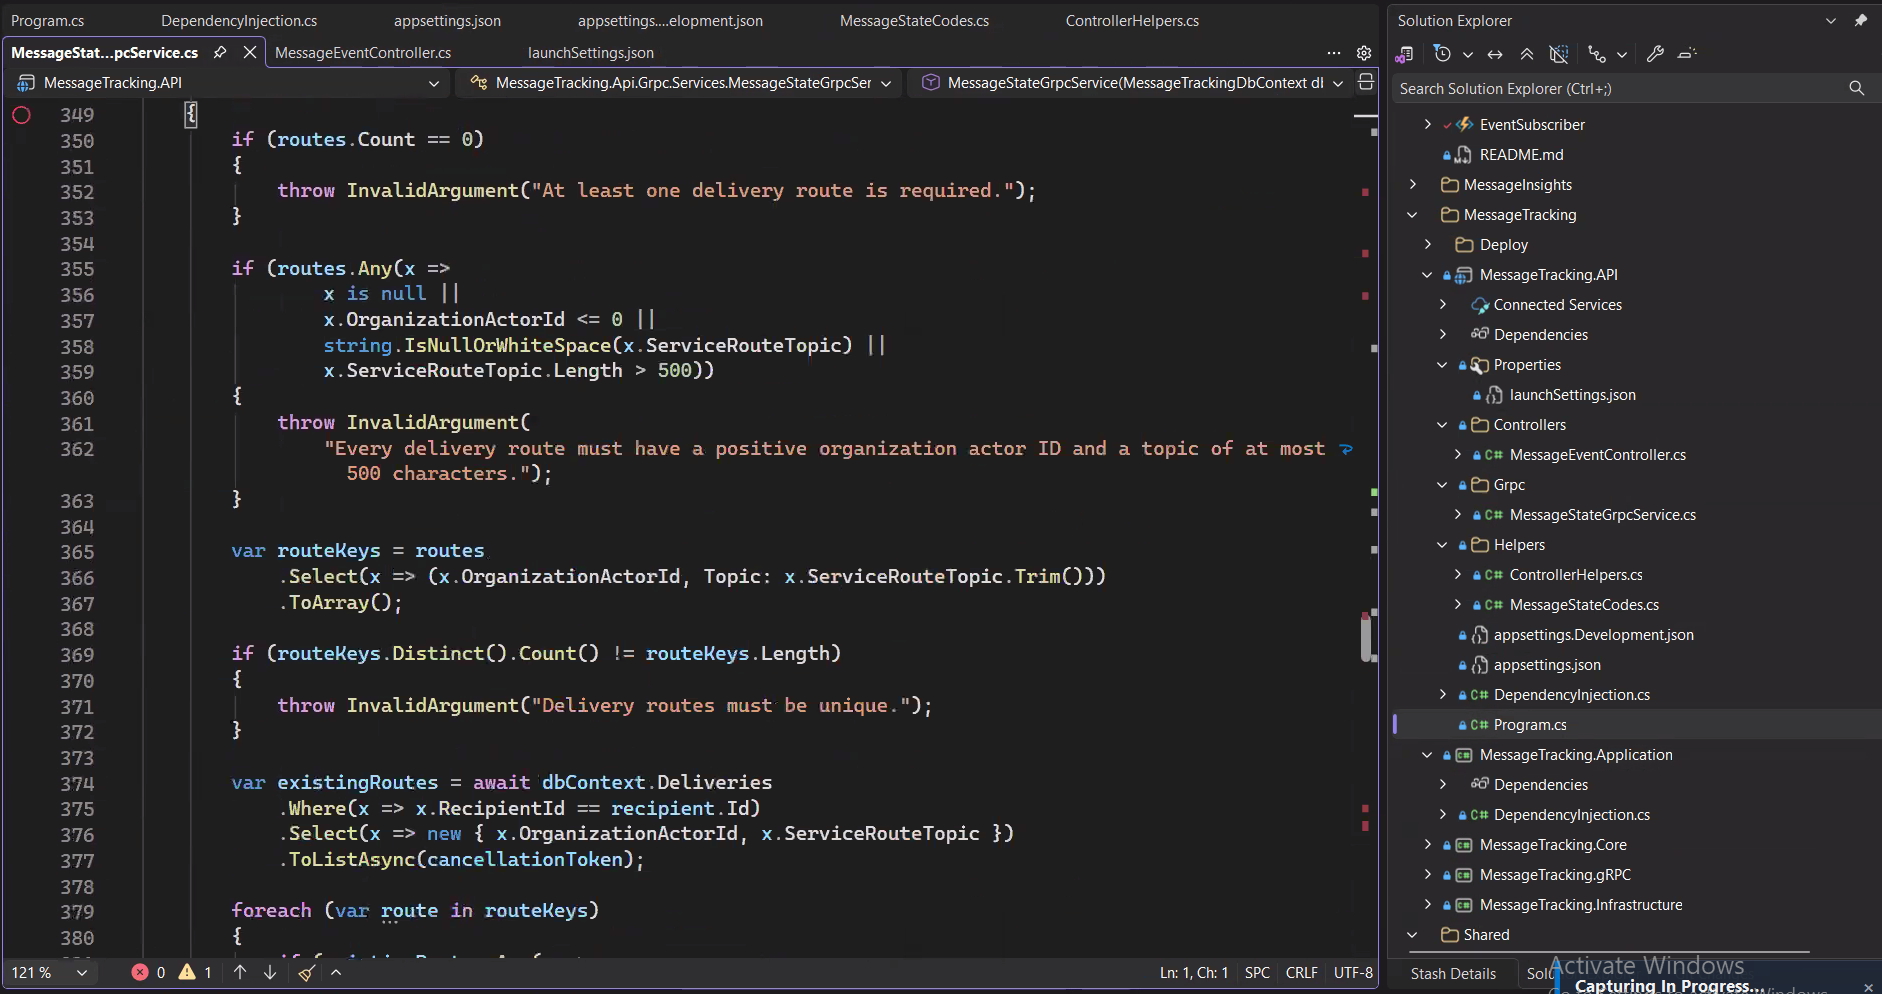 Program.cs DependencyInjection.cs appsettings.json appsettings....elopment.json MessageStateCodes.cs ControllerHelpers.cs
MessageStat...pcService.cs MessageEventController.cs launchSettings.json
MessageTracking.API MessageTracking.Api.Grpc.Services.MessageStateGrpcSer MessageStateGrpcService(MessageTrackingDbContext db
349 {
350 if (routes.Count == 0)
351 {
352 throw InvalidArgument("At least one delivery route is required.");
353 }
354
355 if (routes.Any(x =>
356 x is null ||
357 x.OrganizationActorId <= 0 ||
358 string.IsNullOrWhiteSpace(x.ServiceRouteTopic) ||
359 x.ServiceRouteTopic.Length > 500))
360 {
361 throw InvalidArgument(
362 "Every delivery route must have a positive organization actor ID and a topic of at most
500 characters.");
363 }
364
365 var routeKeys = routes
366 .Select(x => (x.OrganizationActorId, Topic: x.ServiceRouteTopic.Trim()))
367 .ToArray();
368
369 if (routeKeys.Distinct().Count() != routeKeys.Length)
370 {
371 throw InvalidArgument("Delivery routes must be unique.");
372 }
373
374 var existingRoutes = await dbContext.Deliveries
375 .Where(x => x.RecipientId == recipient.Id)
376 .Select(x => new { x.OrganizationActorId, x.ServiceRouteTopic })
377 .ToListAsync(cancellationToken);
378
379 foreach (var route in routeKeys)
380 {
121 % 0 1 Ln: 1, Ch: 1 SPC CRLF UTF-8
Solution Explorer
Search Solution Explorer (Ctrl+;)
EventSubscriber
README.md
MessageInsights
MessageTracking
Deploy
MessageTracking.API
Connected Services
Dependencies
Properties
launchSettings.json
Controllers
C# MessageEventController.cs
Grpc
C# MessageStateGrpcService.cs
Helpers
C# ControllerHelpers.cs
C# MessageStateCodes.cs
appsettings.Development.json
appsettings.json
C# DependencyInjection.cs
C# Program.cs
MessageTracking.Application
Dependencies
C# DependencyInjection.cs
MessageTracking.Core
MessageTracking.gRPC
MessageTracking.Infrastructure
Shared
Stash Details Solu
Activate Windows
Capturing In Progress...